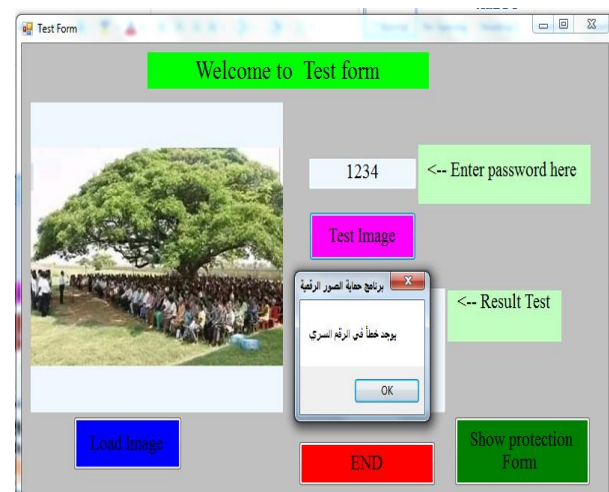 Test Form
Welcome to Test form
1234
<-- Enter password here
Test Image
برنامج حماية الصور الرقمية
<-- Result Test
يوجد خطأ في الرقم السري
OK
Load Image
END
Show protection
Form